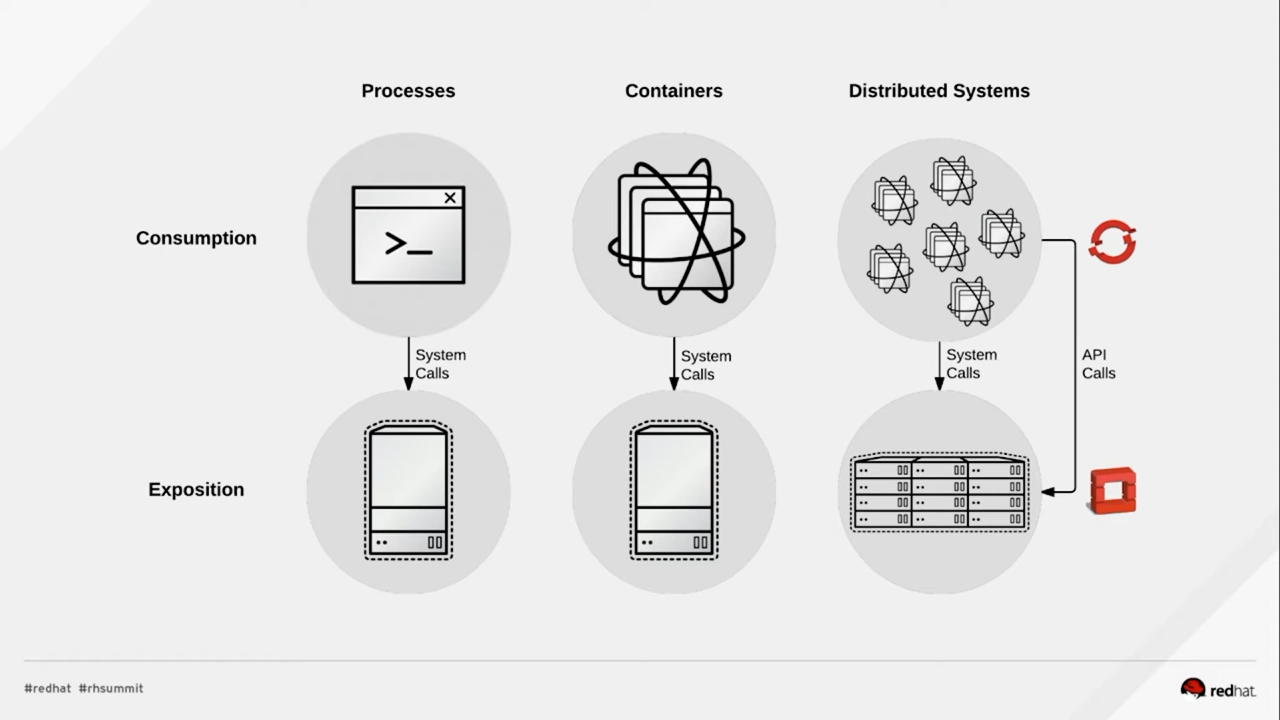 Processes
Containers
Distributed Systems
Consumption
>_
System
Calls
System
Calls
System
Calls
API
Calls
Exposition
#redhat #rhsummit
redhat.